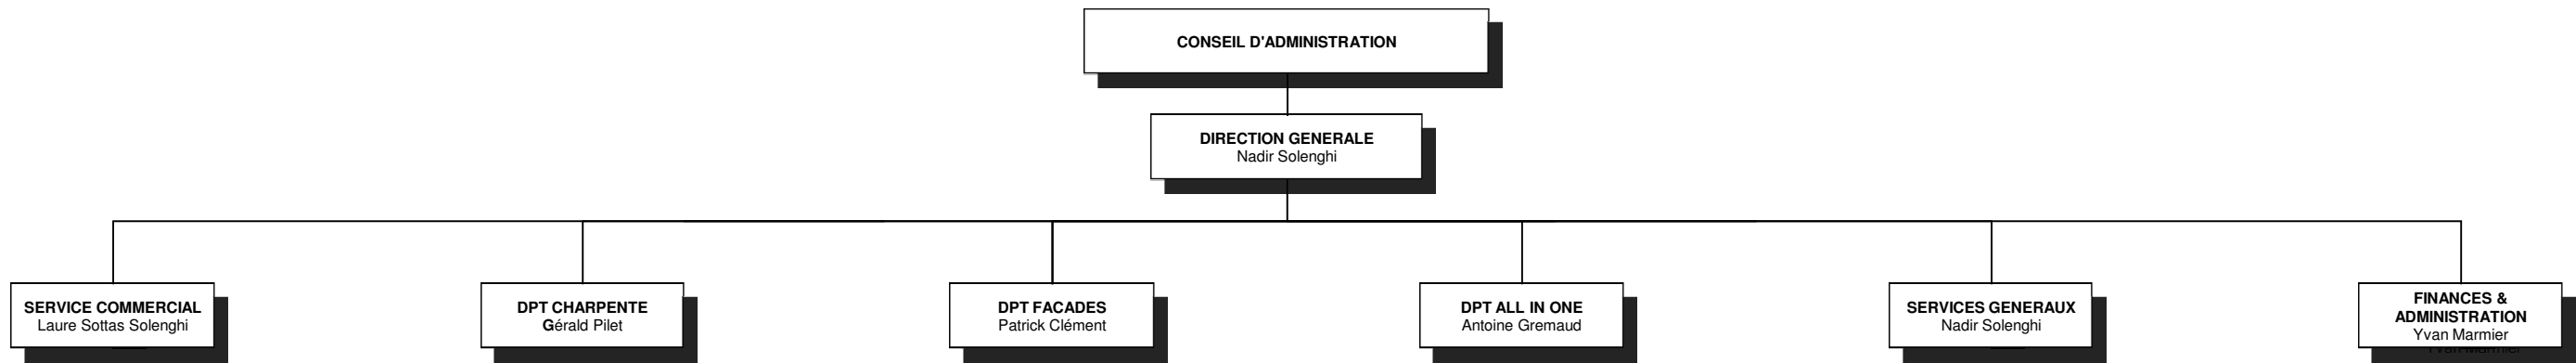 CONSEIL D'ADMINISTRATION
DIRECTION GENERALE
Nadir Solenghi
SERVICE COMMERCIAL
Laure Sottas Solenghi
DPT CHARPENTE
Gérald Pilet
DPT FACADES
Patrick Clément
DPT ALL IN ONE
Antoine Gremaud
SERVICES GENERAUX
Nadir Solenghi
FINANCES &
ADMINISTRATION
Yvan Marmier